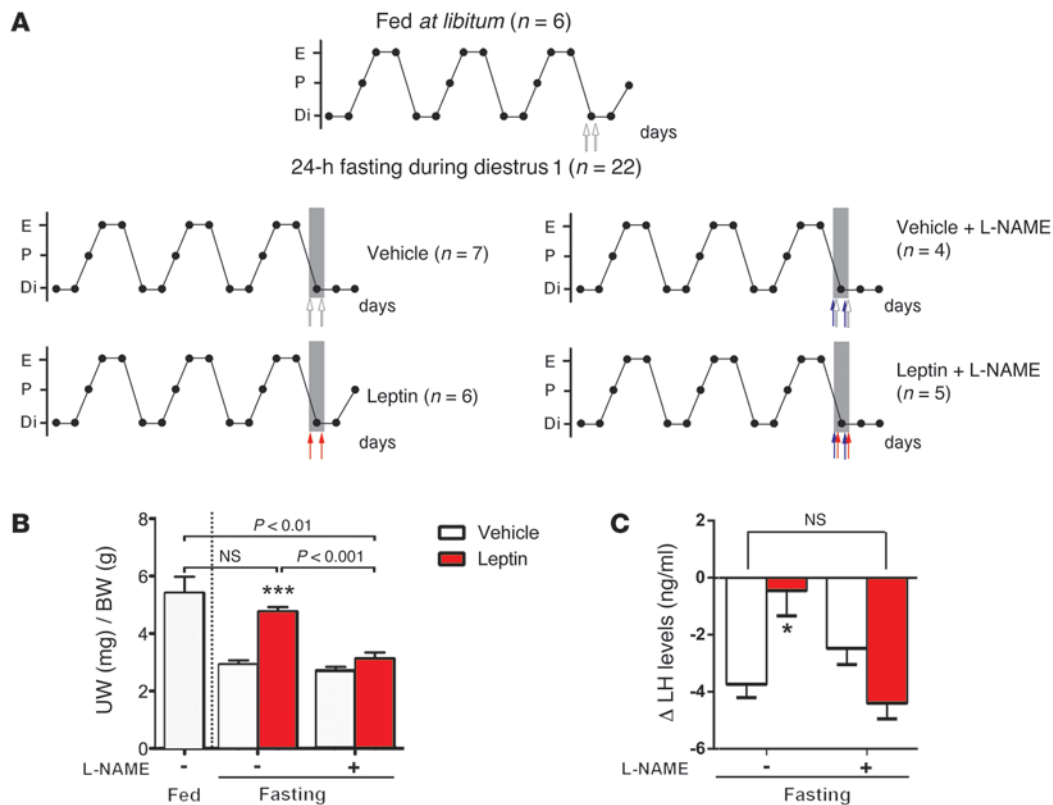 A
Fed at libitum (n = 6)
E
P
Di
days
24-h fasting during diestrus 1 (n = 22)
E
P
Di
Vehicle (n = 7)
days
E
P
Di
Vehicle + L-NAME
(n = 4)
days
E
P
Di
Leptin (n = 6)
days
E
P
Di
Leptin + L-NAME
(n = 5)
days
B
UW (mg) / BW (g)
8
6
4
2
0
P < 0.01
NS
P < 0.001
***
Vehicle
Leptin
L-NAME
-
-
+
Fed
Fasting
C
Δ LH levels (ng/ml)
2
0
-2
-4
-6
NS
*
L-NAME
-
+
Fasting